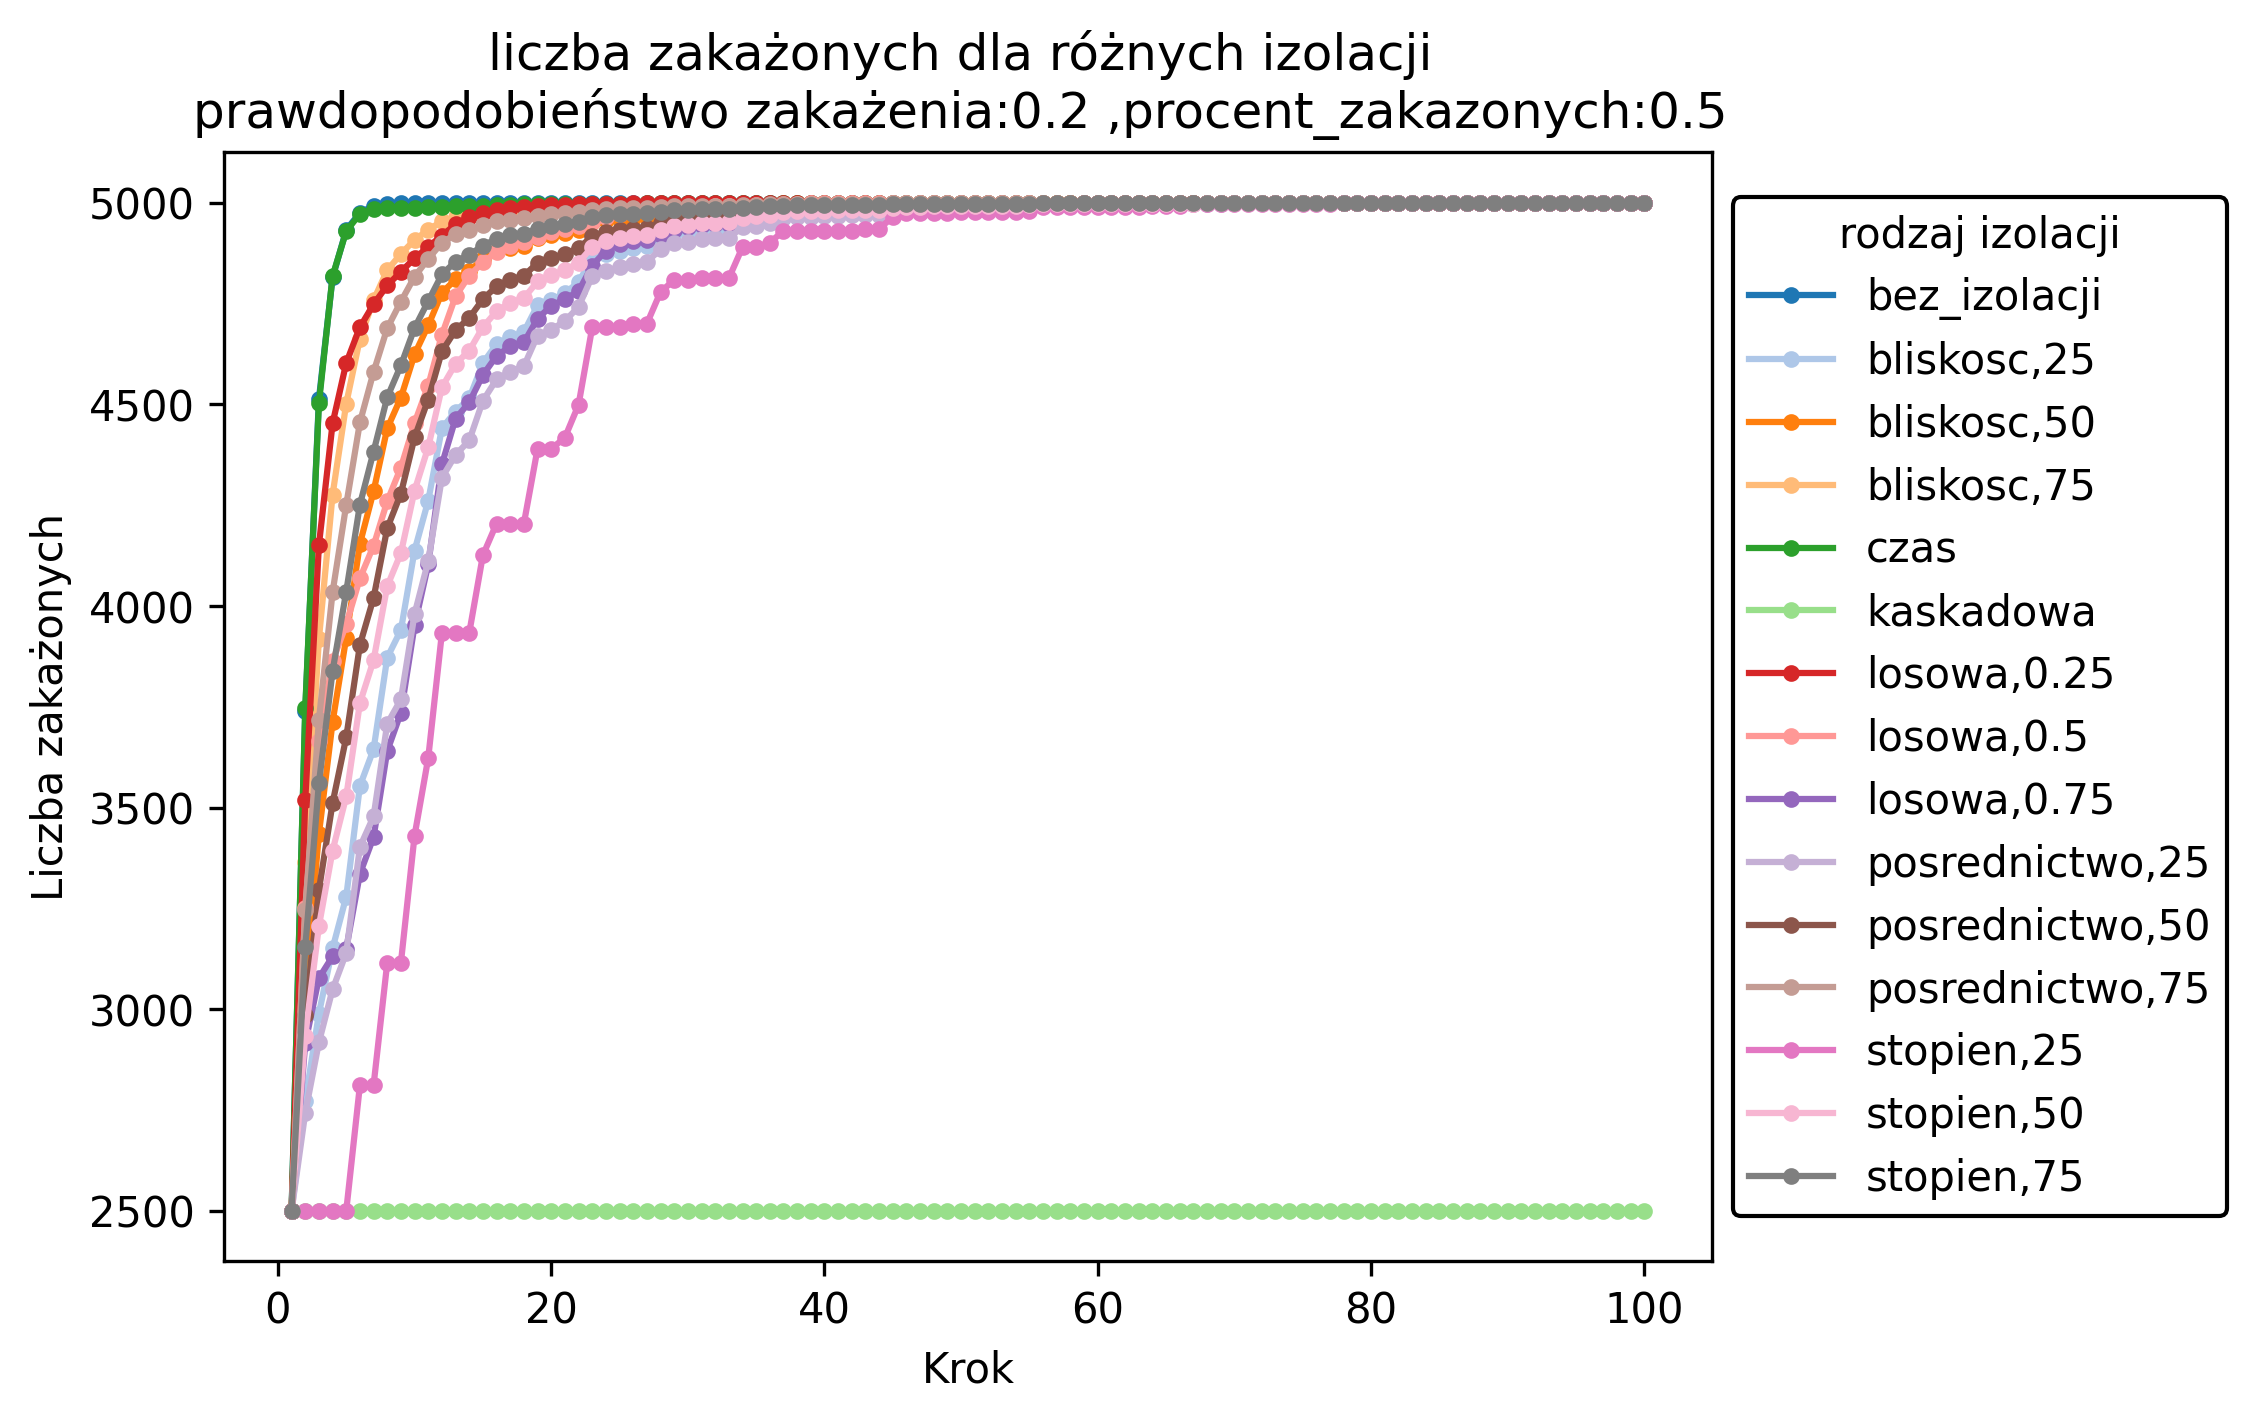 liczba zakażonych dla różnych izolacji
prawdopodobieństwo zakażenia:0.2 ,procent_zakazonych:0.5
Liczba zakażonych
5000
4500
4000
3500
3000
2500
0
20
40
60
80
100
Krok
rodzaj izolacji
bez_izolacji
bliskosc,25
bliskosc,50
bliskosc,75
czas
kaskadowa
losowa,0.25
losowa,0.5
losowa,0.75
posrednictwo,25
posrednictwo,50
posrednictwo,75
stopien,25
stopien,50
stopien,75